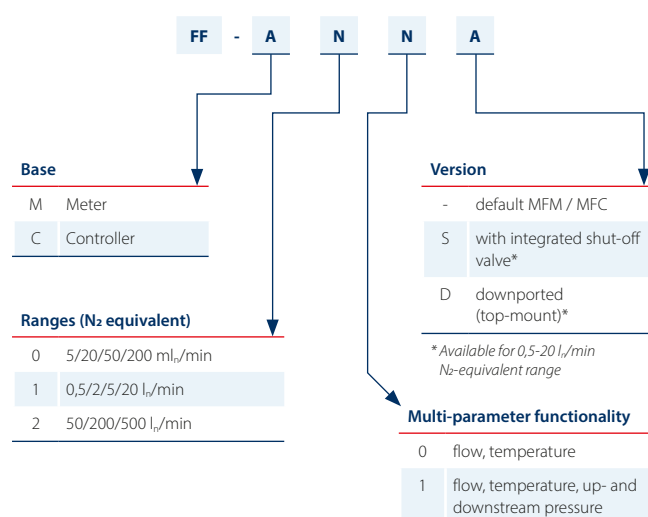 FF - A N N A
Base
M Meter
C Controller
Ranges (N₂ equivalent)
0 5/20/50/200 mlₙ/min
1 0,5/2/5/20 lₙ/min
2 50/200/500 lₙ/min
Version
- default MFM / MFC
S with integrated shut-off
valve*
D downported
(top-mount)*
* Available for 0,5-20 lₙ/min
N₂-equivalent range
Multi-parameter functionality
0 flow, temperature
1 flow, temperature, up- and
downstream pressure